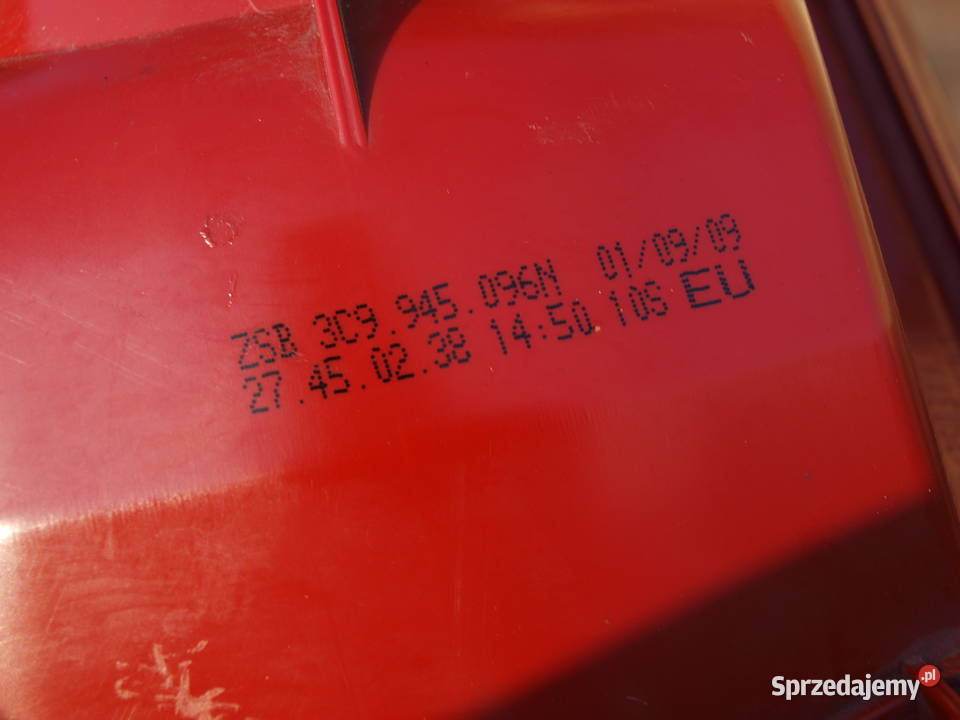 ZSB 3C9.945.096N 01/09/09
27.45.02.38 14:50 10S EU
Sprzedajemy.pl